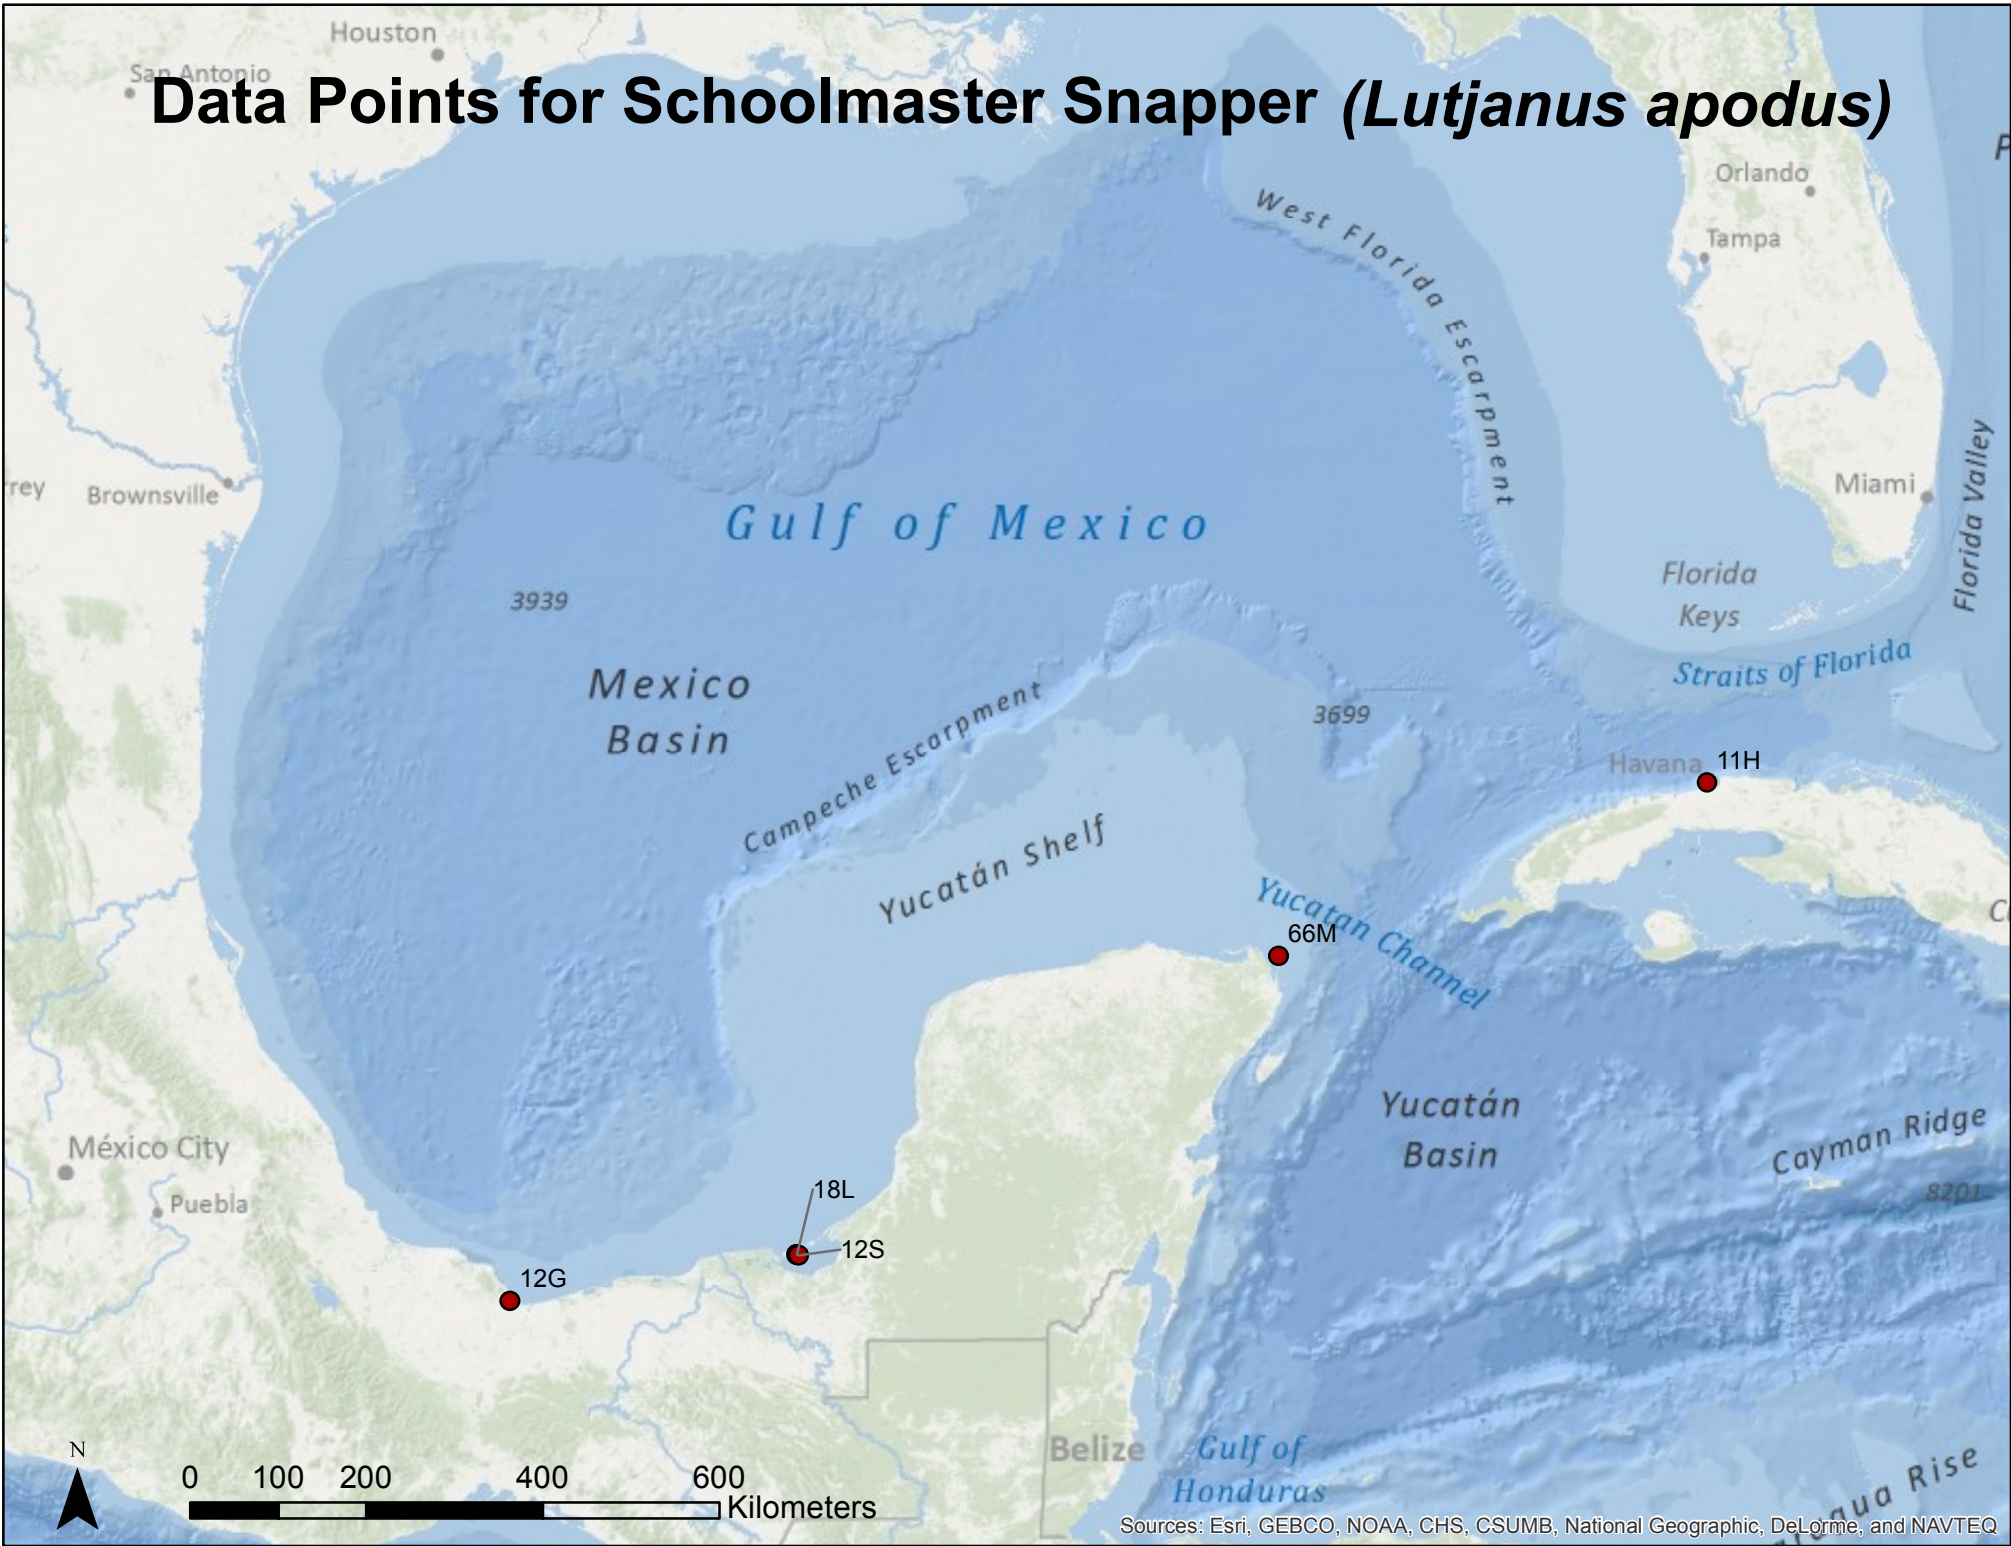 Houston
San Antonio
Data Points for Schoolmaster Snapper (Lutjanus apodus)
P
Orlando
West Florida Escarpment
Tampa
rrey
Brownsville
Miami
Florida Valley
Gulf of Mexico
Florida
Keys
3939
Straits of Florida
Mexico
Basin
Campeche Escarpment
3699
Havana
11H
Yucatán Shelf
Yucatan Channel
C
66M
Yucatán
Basin
Cayman Ridge
México City
Puebla
8201
18L
12S
12G
Belize
Gulf of
Honduras
N
0 100 200 400 600
Kilometers
aragua Rise
Sources: Esri, GEBCO, NOAA, CHS, CSUMB, National Geographic, DeLorme, and NAVTEQ